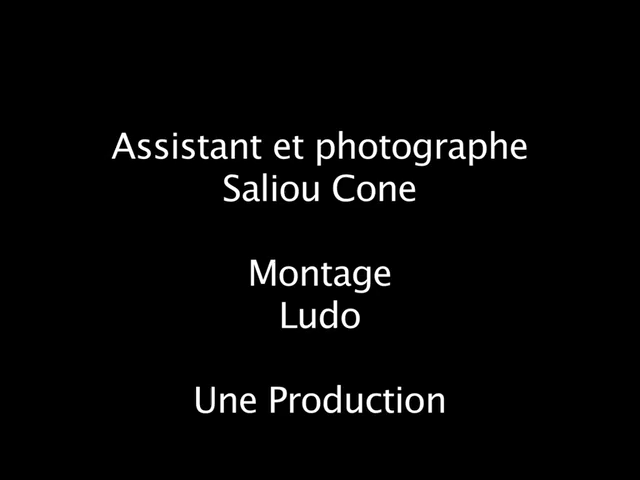 Assistant et photographe
Saliou Cone
Montage
Ludo
Une Production